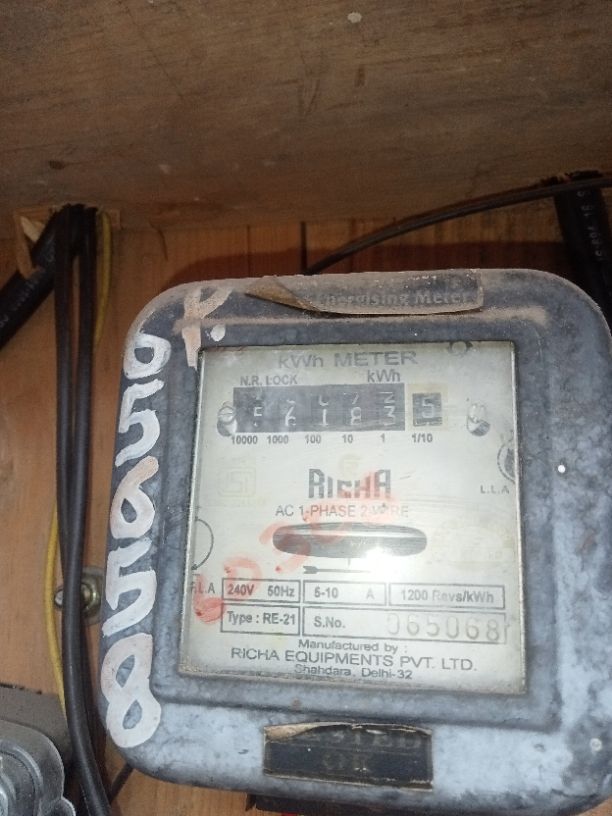 Energising Meter
kWh METER
N.R. LOCK kWh
56183 5
10000 1000 100 10 1 1/10
RICHA
L.L.A
AC 1-PHASE 2-WIRE
F.L.A 240V 50Hz 5-10 A 1200 Revs/kWh
Type : RE-21 S.No. 065068
Manufactured by :
RICHA EQUIPMENTS PVT. LTD.
Shahdara, Delhi-32